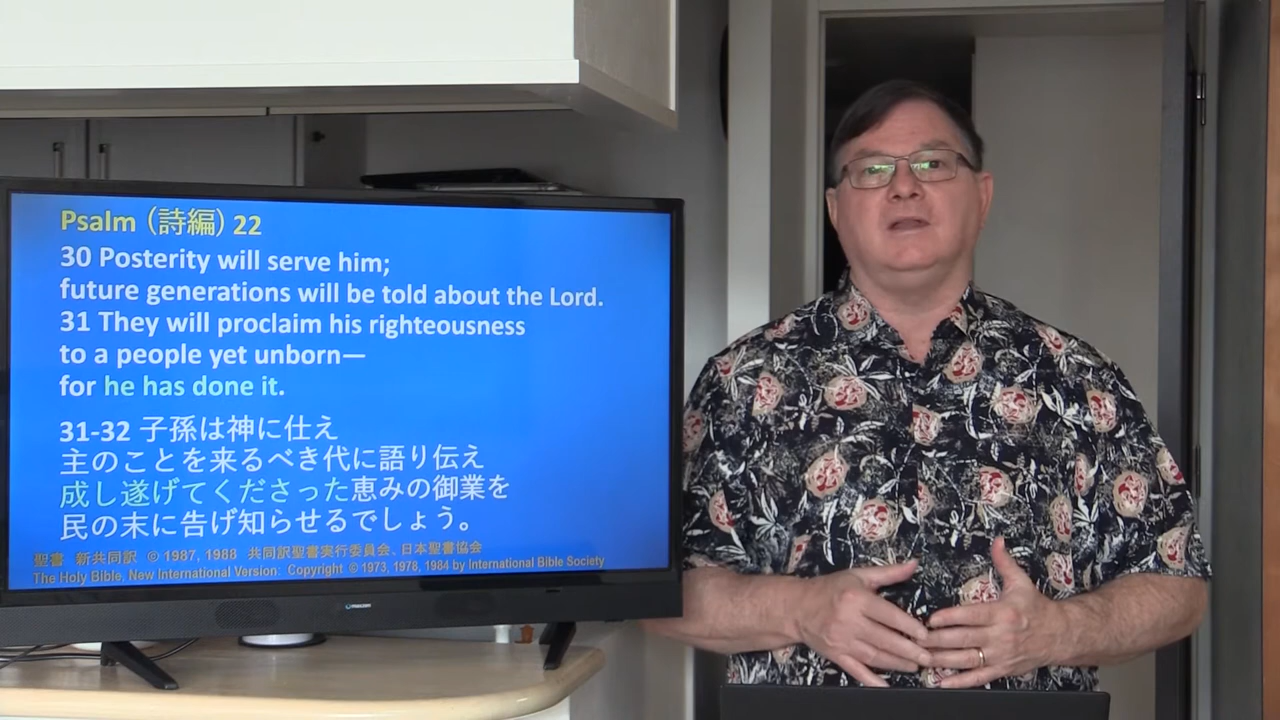 Psalm (詩編) 22
30 Posterity will serve him;
future generations will be told about the Lord.
31 They will proclaim his righteousness
to a people yet unborn—
for he has done it.
31-32 子孫は神に仕え
主のことを来るべき代に語り伝え
成し遂げてくださった恵みの御業を
民の末に告げ知らせるでしょう。
聖書 新共同訳 © 1987, 1988 共同訳聖書実行委員会、日本聖書協会
The Holy Bible, New International Version: Copyright © 1973, 1978, 1984 by International Bible Society
maxzen